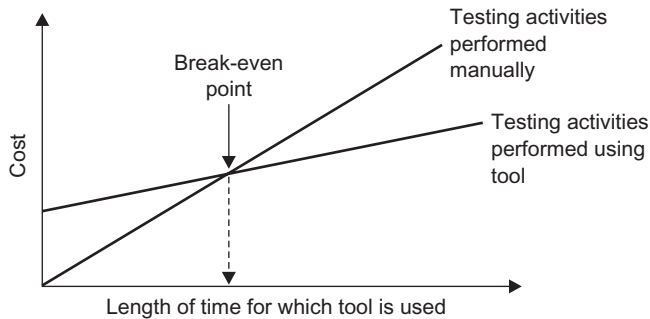 Testing activities
performed
manually
Break-even
point
Testing activities
performed using
tool
Cost
Length of time for which tool is used